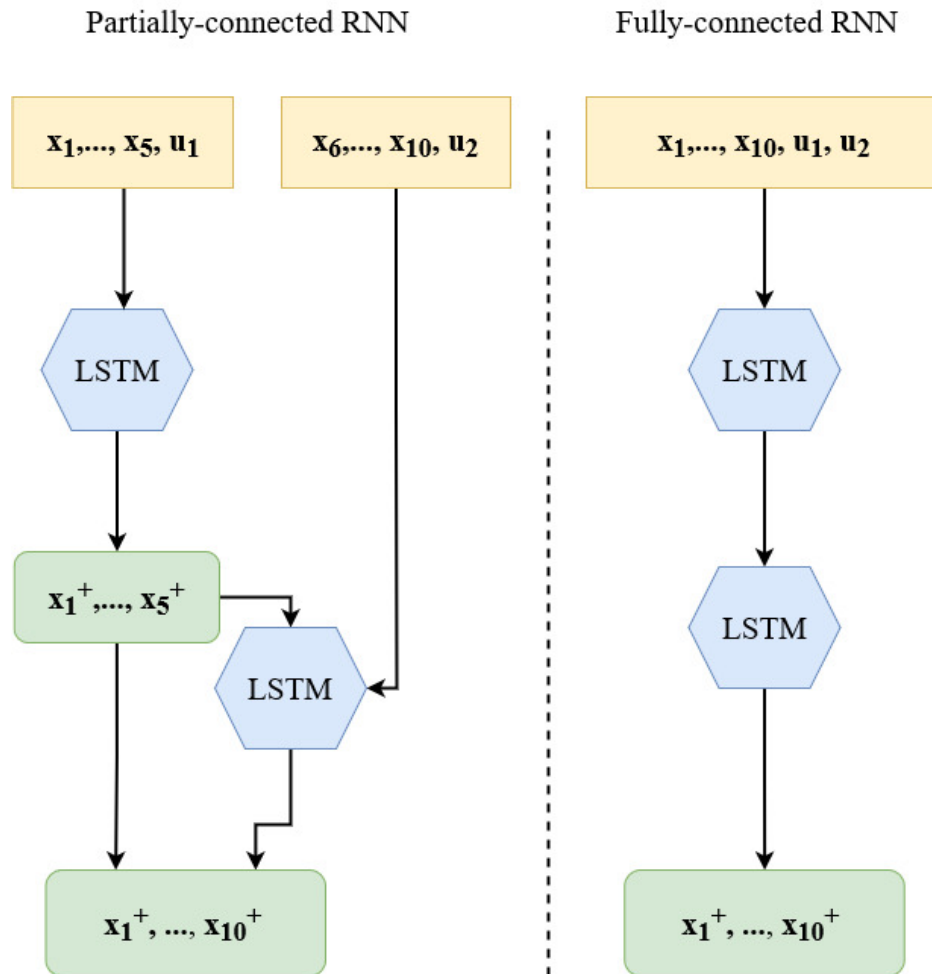 Partially-connected RNN
Fully-connected RNN
x₁,..., x₅, u₁
x₆,..., x₁₀, u₂
x₁,..., x₁₀, u₁, u₂
LSTM
LSTM
x₁⁺,..., x₅⁺
LSTM
LSTM
x₁⁺, ..., x₁₀⁺
x₁⁺, ..., x₁₀⁺